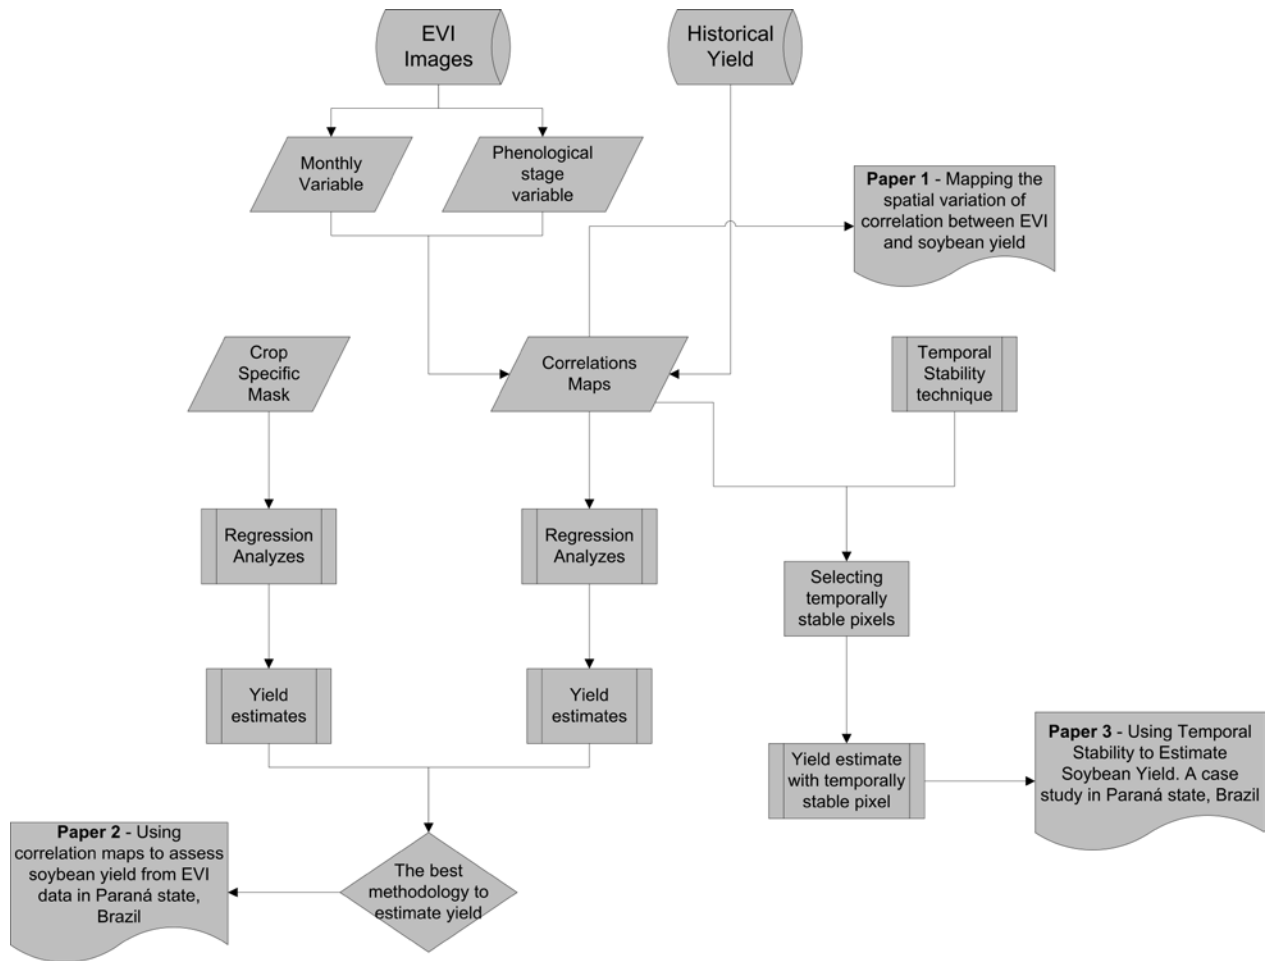 EVI
Images
Historical
Yield
Monthly
Variable
Phenological
stage
variable
Paper 1 - Mapping the
spatial variation of
correlation between EVI
and soybean yield
Crop
Specific
Mask
Correlations
Maps
Temporal
Stability
technique
Regression
Analyzes
Regression
Analyzes
Selecting
temporally
stable pixels
Yield
estimates
Yield
estimates
Yield estimate
with temporally
stable pixel
Paper 3 - Using Temporal
Stability to Estimate
Soybean Yield. A case
study in Paraná state, Brazil
Paper 2 - Using
correlation maps to assess
soybean yield from EVI
data in Paraná state,
Brazil
The best
methodology to
estimate yield